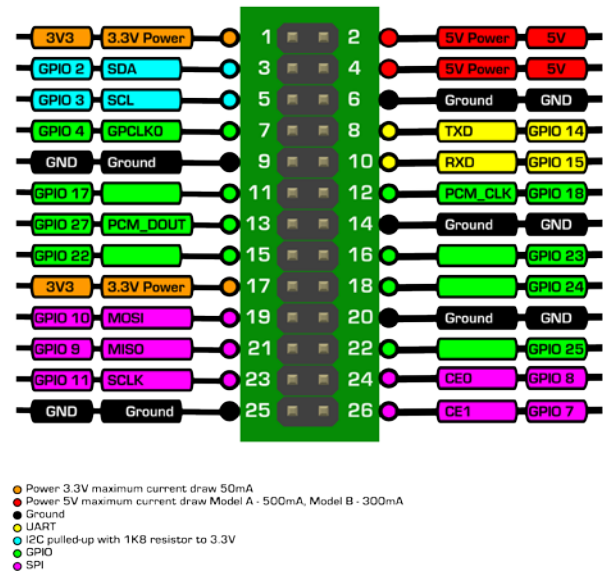 3V3 3.3V Power 1 2 5V Power 5V
GPIO 2 SDA 3 4 5V Power 5V
GPIO 3 SCL 5 6 Ground GND
GPIO 4 GPCLK0 7 8 TXD GPIO 14
GND Ground 9 10 RXD GPIO 15
GPIO 17 11 12 PCM_CLK GPIO 18
GPIO 27 PCM_DOUT 13 14 Ground GND
GPIO 22 15 16 GPIO 23
3V3 3.3V Power 17 18 GPIO 24
GPIO 10 MOSI 19 20 Ground GND
GPIO 9 MISO 21 22 GPIO 25
GPIO 11 SCLK 23 24 CE0 GPIO 8
GND Ground 25 26 CE1 GPIO 7
Power 3.3V maximum current draw 50mA
Power 5V maximum current draw Model A - 500mA, Model B - 300mA
Ground
UART
I2C pulled-up with 1K8 resistor to 3.3V
GPIO
SPI